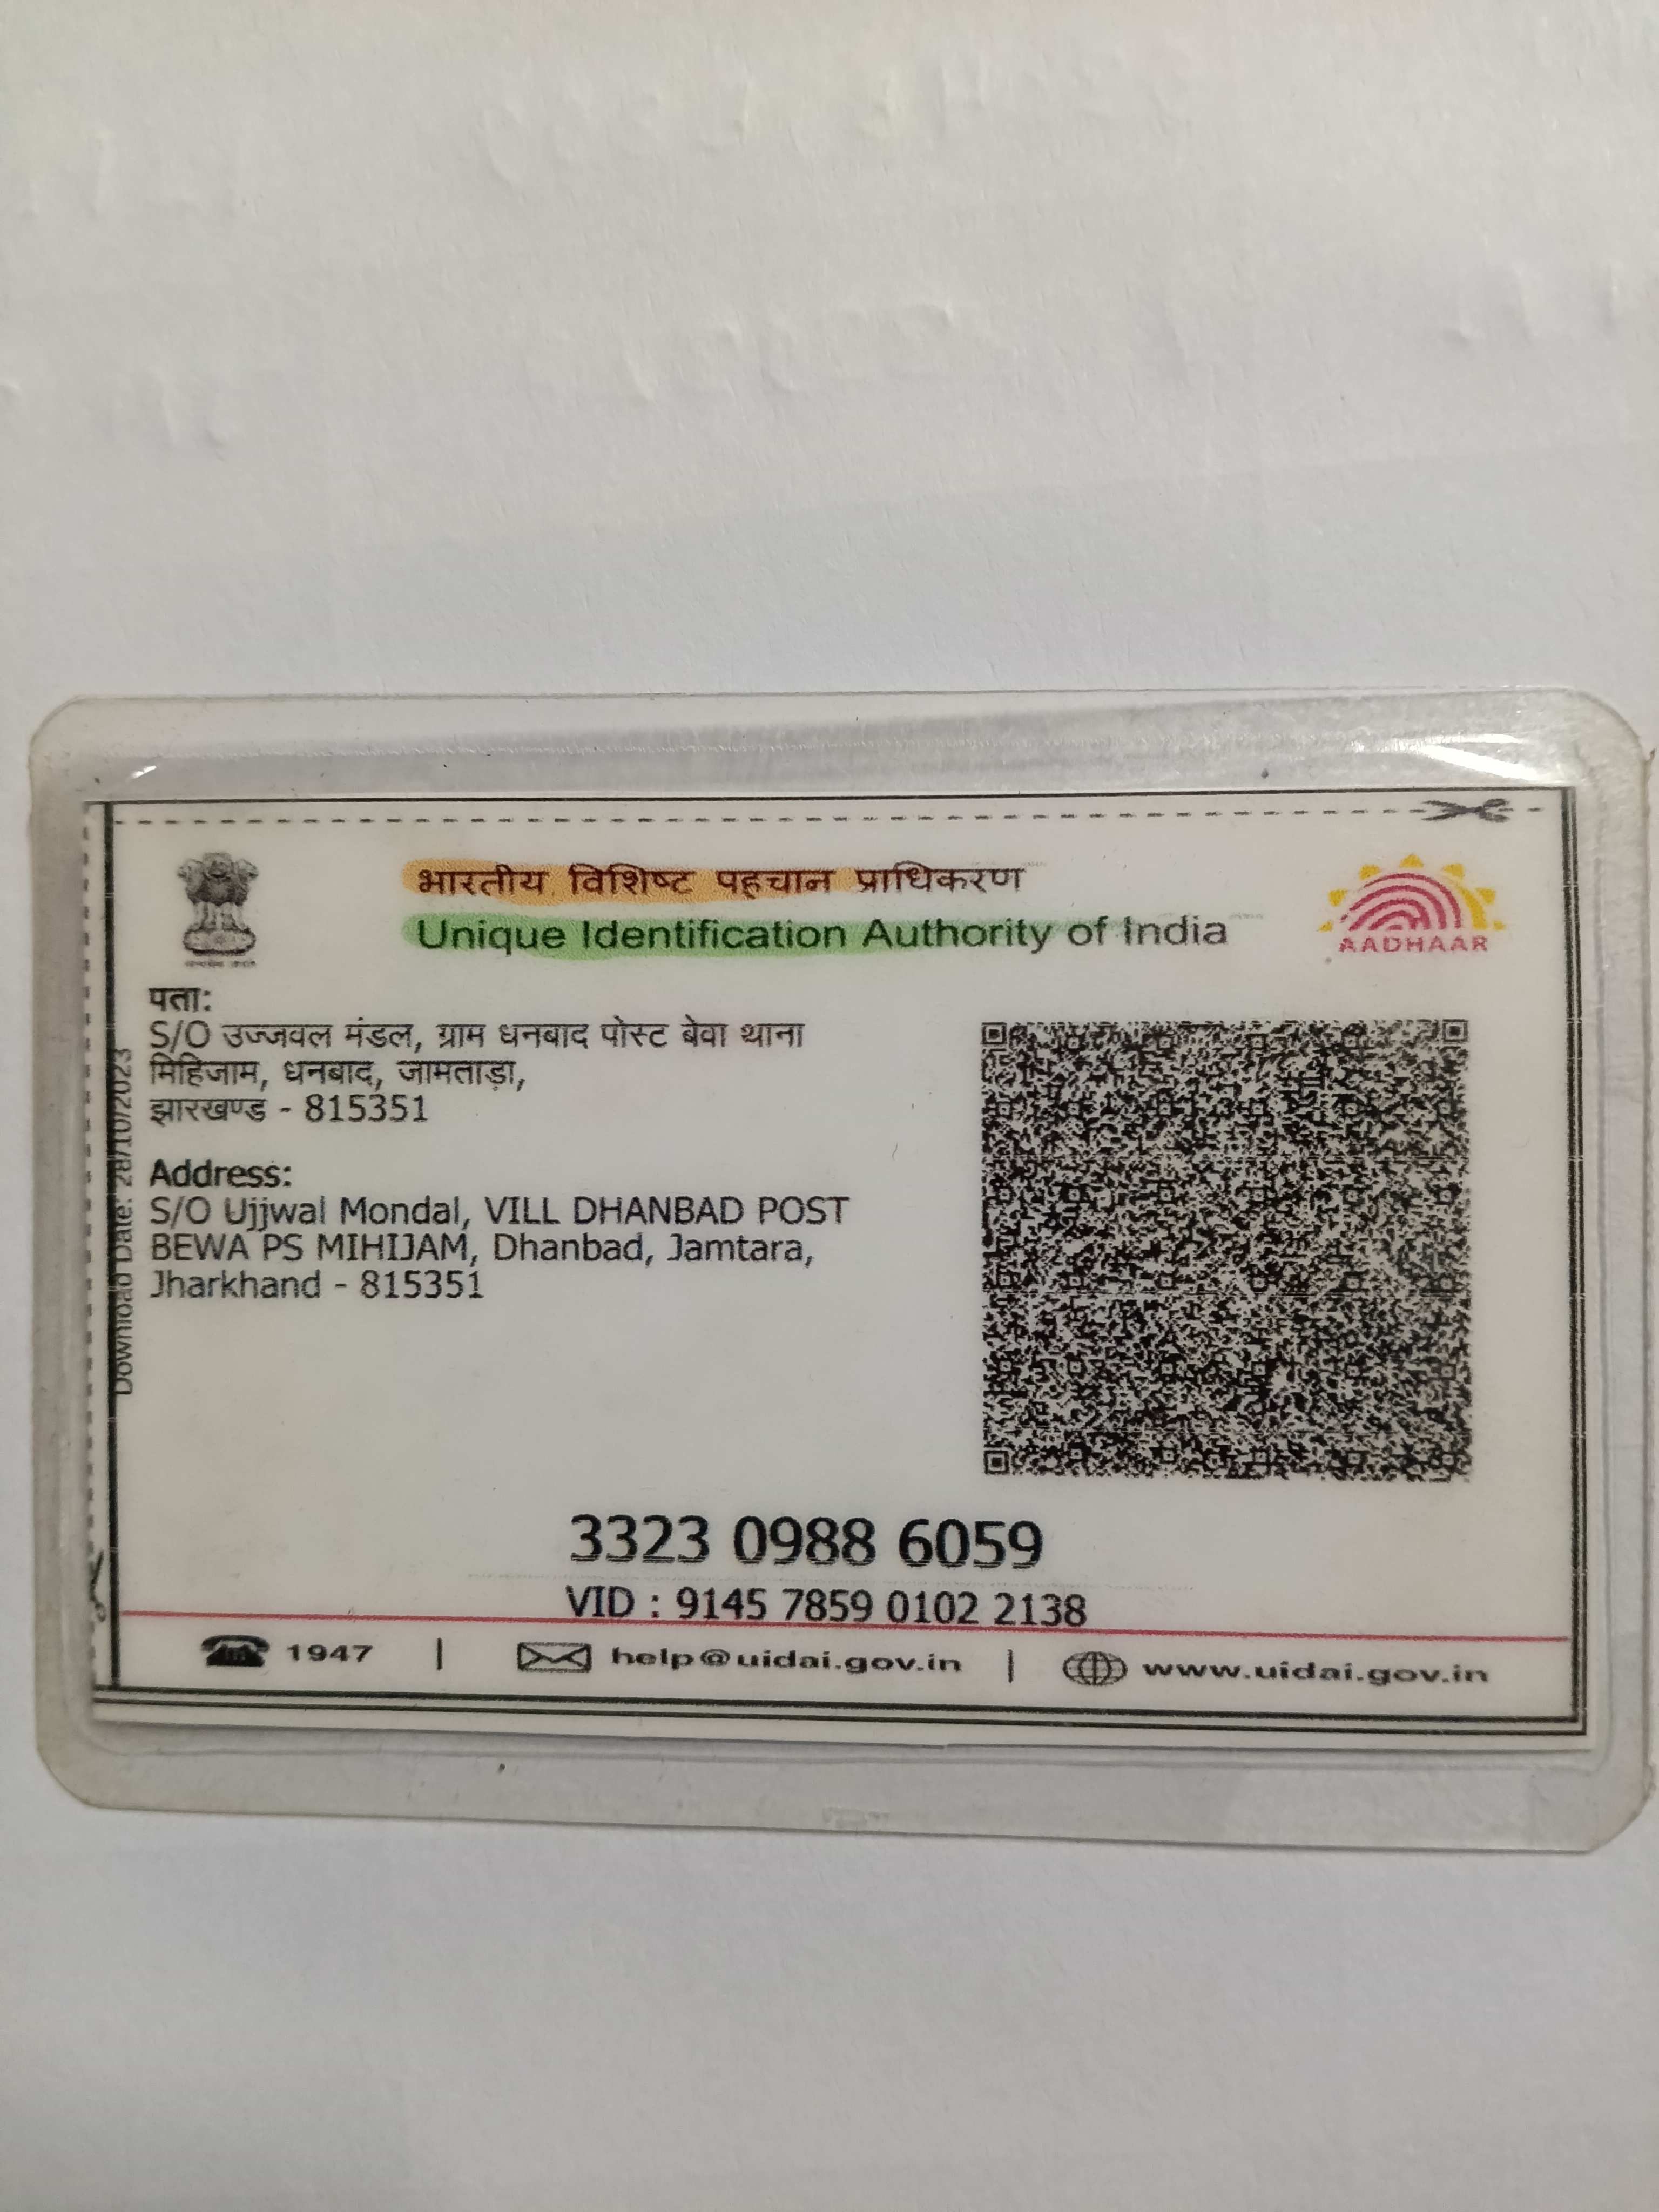 भारतीय विशिष्ट पहचान प्राधिकरण
Unique Identification Authority of India
AADHAAR
पता:
S/O उज्जवल मंडल, ग्राम धनबाद पोस्ट बेवा थाना
मिहिजाम, धनबाद, जामताड़ा,
झारखण्ड - 815351
Address:
S/O Ujjwal Mondal, VILL DHANBAD POST
BEWA PS MIHIJAM, Dhanbad, Jamtara,
Jharkhand - 815351
Download Date: 28/10/2023
3323 0988 6059
VID : 9145 7859 0102 2138
1947 | help@uidai.gov.in | www.uidai.gov.in